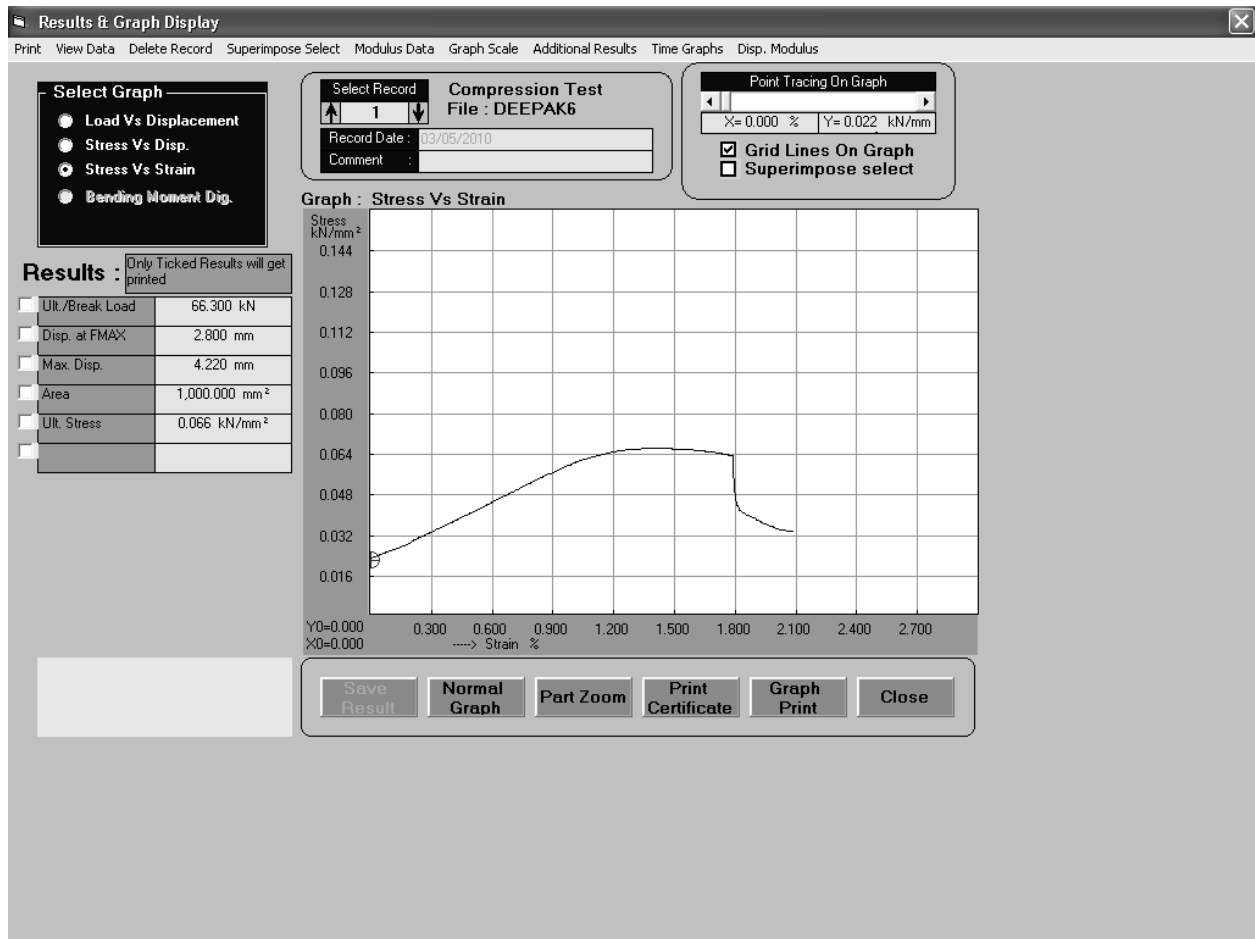 Results & Graph Display
Print View Data Delete Record Superimpose Select Modulus Data Graph Scale Additional Results Time Graphs Disp. Modulus
Select Graph
Load Vs Displacement
Stress Vs Disp.
Stress Vs Strain
Bending Moment Dig.
Select Record
1
Compression Test
File : DEEPAK6
Record Date : 03/05/2010
Comment :
Point Tracing On Graph
X= 0.000 % Y= 0.022 kN/mm
Grid Lines On Graph
Superimpose select
Results : Only Ticked Results will get
printed
Ult./Break Load 66.300 kN
Disp. at FMAX 2.800 mm
Max. Disp. 4.220 mm
Area 1,000.000 mm²
Ult. Stress 0.066 kN/mm²
Graph : Stress Vs Strain
Stress
kN/mm²
0.144
0.128
0.112
0.096
0.080
0.064
0.048
0.032
0.016
Y0=0.000 0.300 0.600 0.900 1.200 1.500 1.800 2.100 2.400 2.700
X0=0.000 ----> Strain %
Save
Result
Normal
Graph
Part Zoom
Print
Certificate
Graph
Print
Close